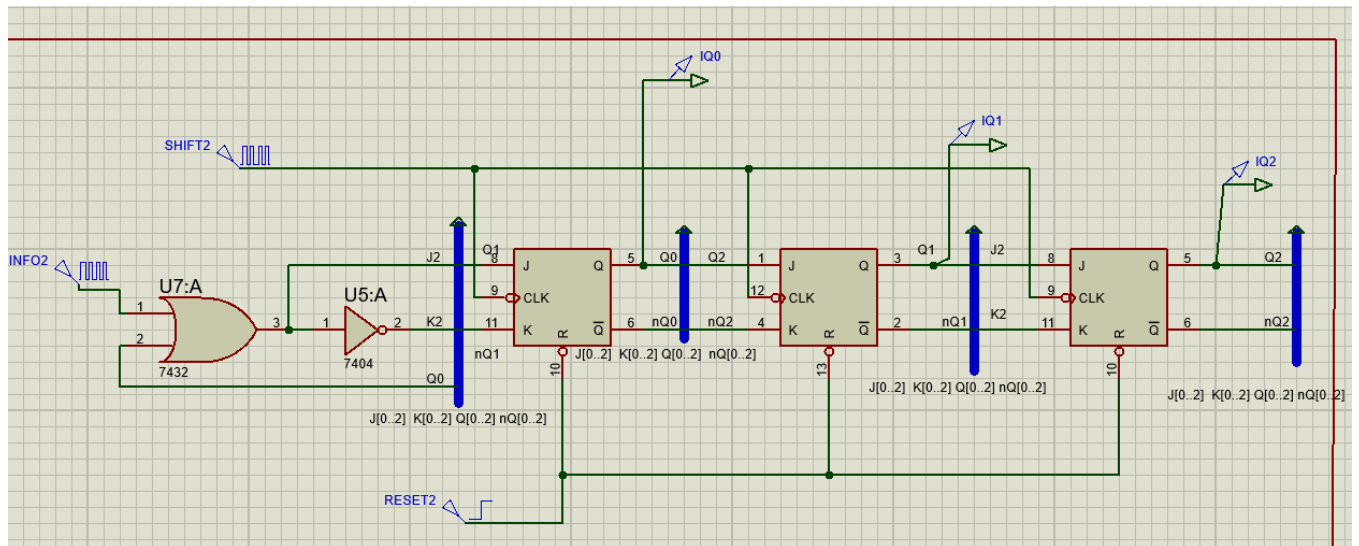 IQ0
SHIFT2
IQ1
IQ2
INFO2
U7:A
1
2
3
7432
U5:A
1
2
7404
J2
K2
Q0
Q1
nQ1
8
9
11
J
CLK
K
Q
Q
R
5
6
10
Q0
nQ0
Q2
nQ2
1
12
4
J
CLK
K
Q
Q
R
3
2
13
Q1
nQ1
J2
K2
8
9
11
J
CLK
K
Q
Q
R
5
6
10
Q2
nQ2
J[0..2] K[0..2] Q[0..2] nQ[0..2]
J[0..2] K[0..2] Q[0..2] nQ[0..2]
J[0..2] K[0..2] Q[0..2] nQ[0..2]
J[0..2] K[0..2] Q[0..2] nQ[0..2]
RESET2